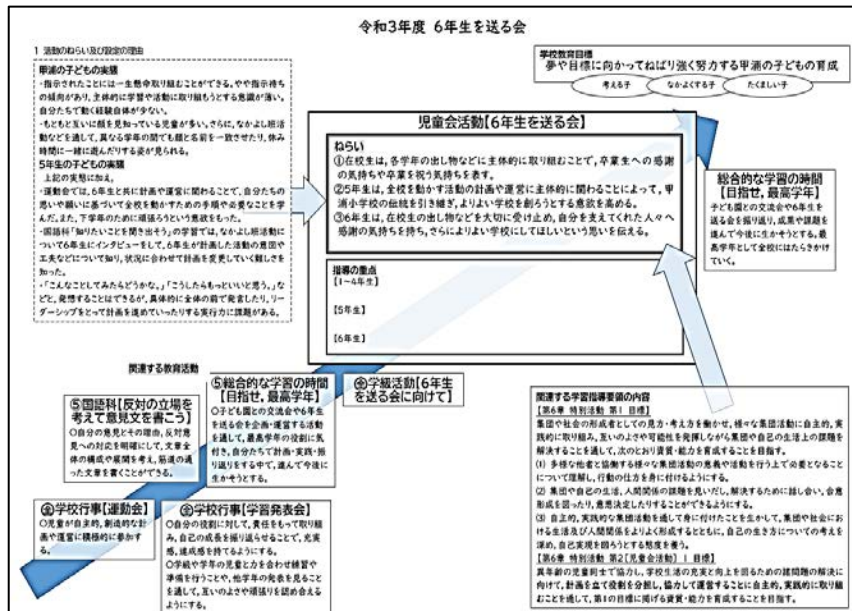 令和3年度 6年生を送る会
1 活動のねらい及び設定の理由
甲浦の子どもの実態
・指示されたことには一生懸命取り組むことができる。やや指示待ち
の傾向があり,主体的に学習や活動に取り組もうとする意識が薄い。
自分たちで動く経験自体が少ない。
・もともと互いに顔を見知っている児童が多い。さらに,なかよし班活
動などを通して,異なる学年の間でも顔と名前を一致させたり,休み
時間に一緒に遊んだりする姿が見られる。
5年生の子どもの実態
上記の実態に加え,
・運動会では,6年生と共に計画や運営に関わることで,自分たちの
思いや願いに基づいて全校を動かすための手順や必要なことを学
んだ。また,下学年のために頑張ろうという意欲をもった。
・国語科「知りたいことを聞き出そう」の学習では,なかよし班活動に
ついて6年生にインタビューをして,6年生が計画した活動の意図や
工夫などについて知り,状況に合わせて計画を変更していく難しさを
知った。
・「こんなことしてみたらどうかな。」「こうしたらもっといいと思う。」な
どと,発想することはできるが,具体的に全体の前で発言したり,リー
ダーシップをとって計画を進めていったりする実行力に課題がある。
学校教育目標
夢や目標に向かってねばり強く努力する甲浦の子どもの育成
考える子 なかよくする子 たくましい子
児童会活動【6年生を送る会】
ねらい
①在校生は,各学年の出し物などに主体的に取り組むことで,卒業生への感謝
の気持ちや卒業を祝う気持ちを表す。
②5年生は,全校を動かす活動の計画や運営に主体的に関わることによって,甲
浦小学校の伝統を引き継ぎ,よりよい学校を創ろうとする意欲を高める。
③6年生は,在校生の出し物などを大切に受け止め,自分を支えてくれた人々へ
感謝の気持ちを持ち,さらによりよい学校にしてほしいという思いを伝える。
指導の重点
【1~4年生】
【5年生】
【6年生】
総合的な学習の時間
【目指せ,最高学年】
子ども園との交流会や6年生を
送る会を振り返り,成果や課題を
進んで今後に生かそうとする。最
高学年として全校にはたらきかけ
ていく。
関連する教育活動
⑤国語科【反対の立場を
考えて意見文を書こう】
○自分の意見とその理由,反対意
見への対応を明確にして,文章全
体の構成や展開を考え,筋道の
通った文章を書くことができる。
⑤総合的な学習の時間
【目指せ,最高学年】
○子ども園との交流会や6年生を
送る会を企画・運営する活動
を通して,最高学年の役割に気
付き,自分たちで計画・実践・振
り返りをする中で,進んで今後に
生かそうとする。
㊎学級活動【6年生
を送る会に向けて】
学校行事【運動会】
○児童が自主的,創造的な計
画や運営に積極的に参加す
る。
学校行事【学習発表会】
○自分の役割に対して,責任をもって取り組
み,自己の成長を振り返らせることで,充実
感,達成感を持てるようにする。
○学級や学年の児童と力を合わせ練習や
準備を行うことや,他学年の発表を見ること
を通して,互いのよさや頑張りを認め合える
ようにする。
関連する学習指導要領の内容
【第6章 特別活動 第1 目標】
集団や社会の形成者としての見方・考え方を働かせ,様々な集団活動に自主的,実
践的に取り組み,互いのよさや可能性を発揮しながら集団や自己の生活上の課題を
解決することを通して,次のとおり資質・能力を育成することを目指す。
(1) 多様な他者と協働する様々な集団活動の意義や活動を行う上で必要となること
について理解し,行動の仕方を身に付けるようにする。
(2) 集団や自己の生活,人間関係の課題を見いだし,解決するために話し合い,合意
形成を図ったり,意思決定したりすることができるようにする。
(3) 自主的,実践的な集団活動を通して身に付けたことを生かして,集団や社会にお
ける生活及び人間関係をよりよく形成するとともに,自己の生き方についての考えを
深め,自己実現を図ろうとする態度を養う。
【第6章 特別活動 第2〔児童会活動〕 1 目標】
異年齢の児童同士で協力し,学校生活の充実と向上を図るための諸問題の解決に
向けて,計画を立て役割を分担し,協力して運営することに自主的,実践的に取り組
むことを通して,第1の目標に掲げる資質・能力を育成することを目指す。